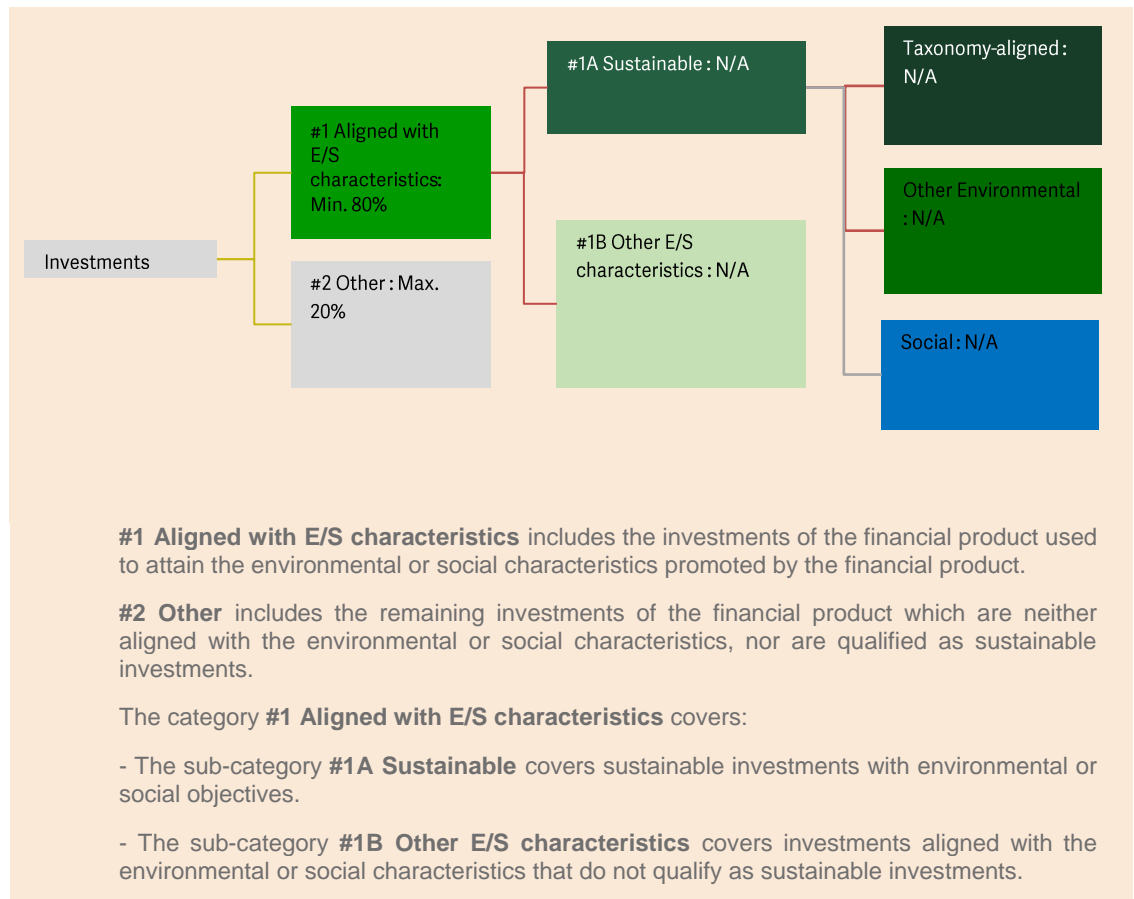 Investments
#1 Aligned with
E/S
characteristics:
Min. 80%
#2 Other : Max.
20%
#1A Sustainable : N/A
#1B Other E/S
characteristics : N/A
Taxonomy-aligned :
N/A
Other Environmental
: N/A
Social : N/A
#1 Aligned with E/S characteristics includes the investments of the financial product used
to attain the environmental or social characteristics promoted by the financial product.
#2 Other includes the remaining investments of the financial product which are neither
aligned with the environmental or social characteristics, nor are qualified as sustainable
investments.
The category #1 Aligned with E/S characteristics covers:
- The sub-category #1A Sustainable covers sustainable investments with environmental or
social objectives.
- The sub-category #1B Other E/S characteristics covers investments aligned with the
environmental or social characteristics that do not qualify as sustainable investments.